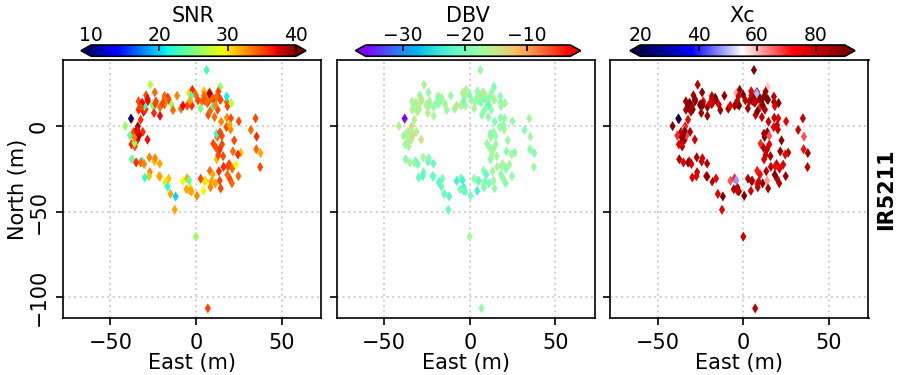 SNR
10 20 30 40
DBV
−30 −20 −10
Xc
20 40 60 80
North (m)
0
−50
−100
−50 0 50
East (m)
−50 0 50
East (m)
−50 0 50
East (m)
IR5211